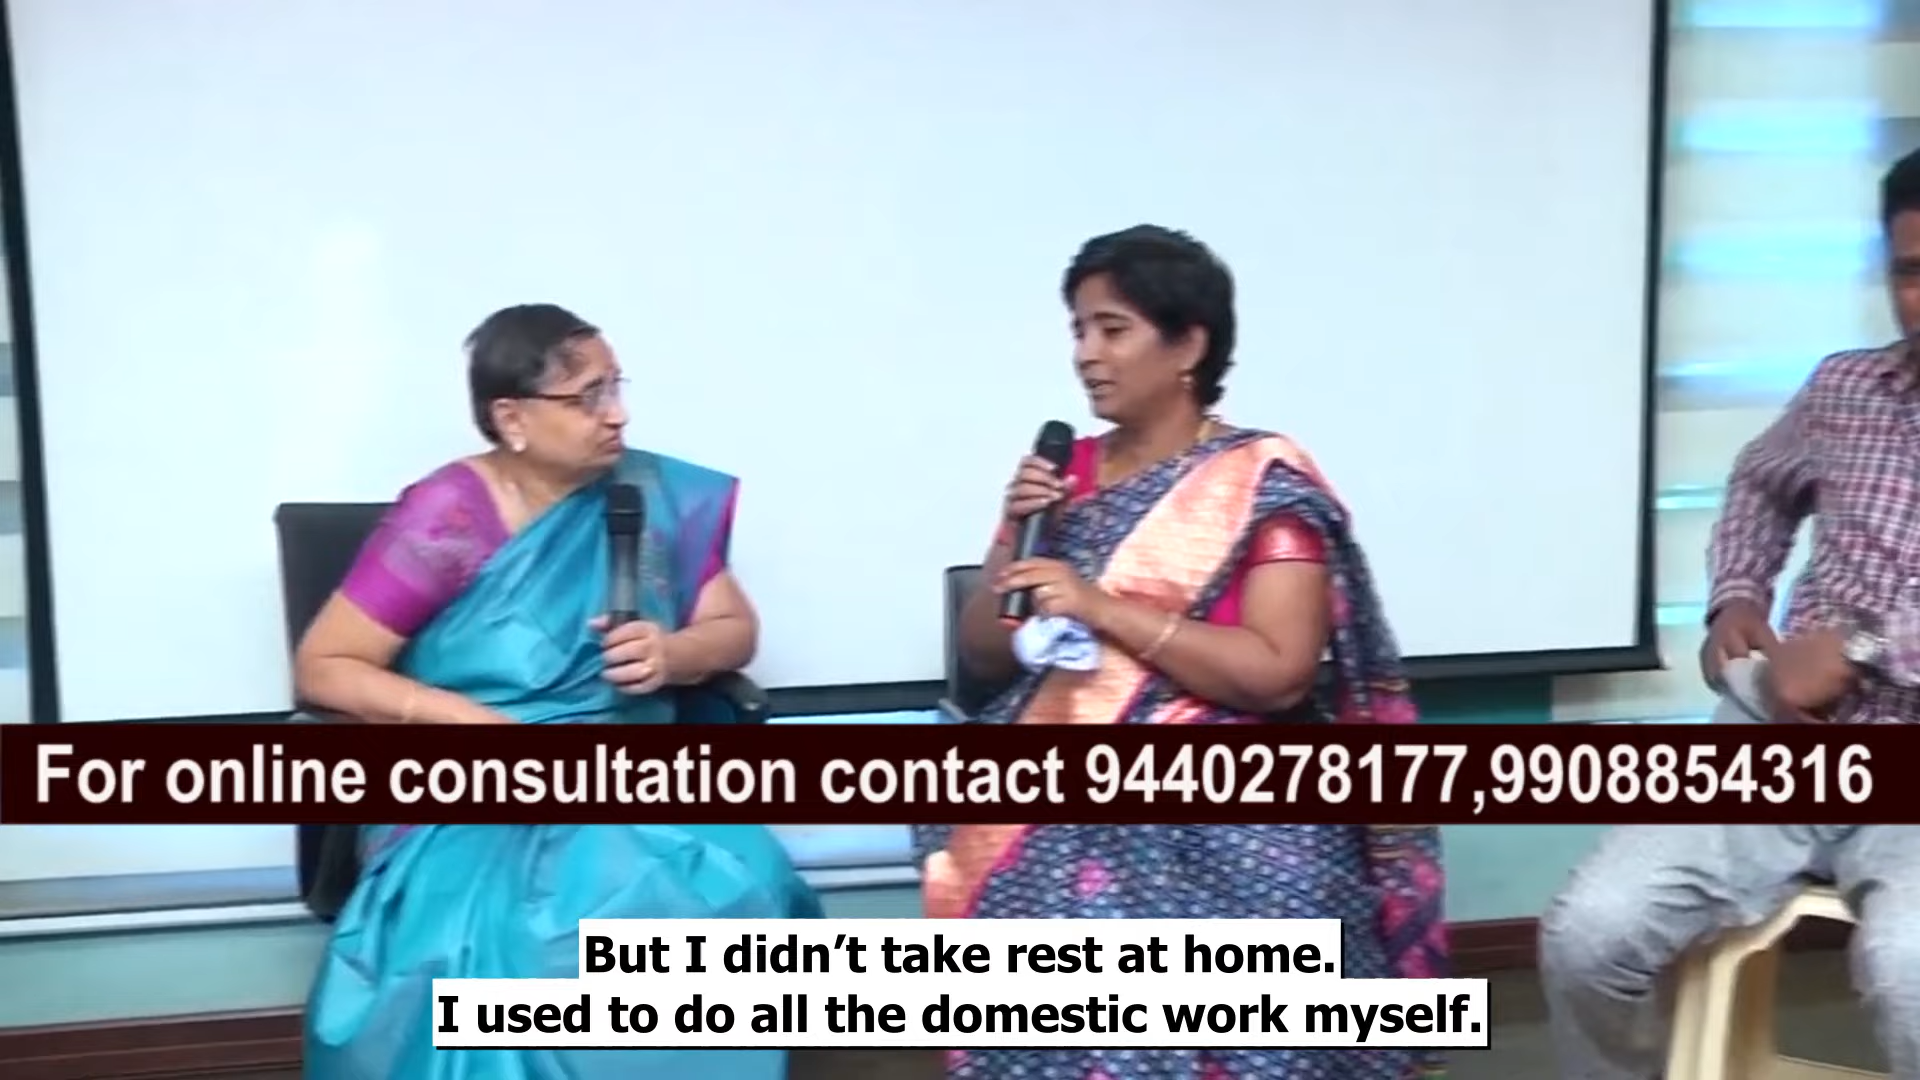 For online consultation contact 9440278177,9908854316
But I didn’t take rest at home.
I used to do all the domestic work myself.